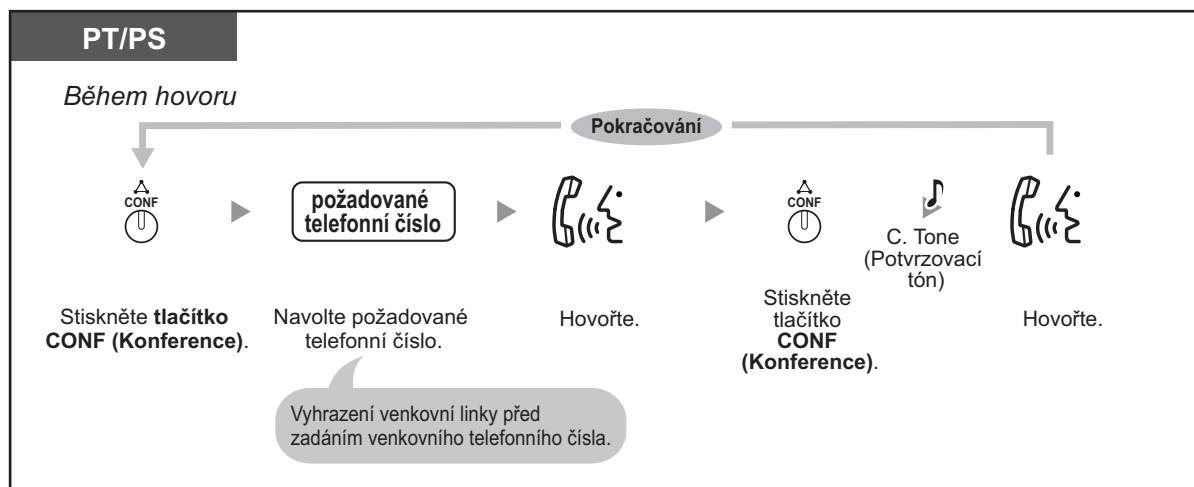 PT/PS
Během hovoru
Pokračování
CONF
požadované
telefonní číslo
CONF
C. Tone
(Potvrzovací
tón)
Stiskněte tlačítko
CONF (Konference).
Navolte požadované
telefonní číslo.
Hovořte.
Stiskněte
tlačítko
CONF
(Konference).
Hovořte.
Vyhrazení venkovní linky před
zadáním venkovního telefonního čísla.